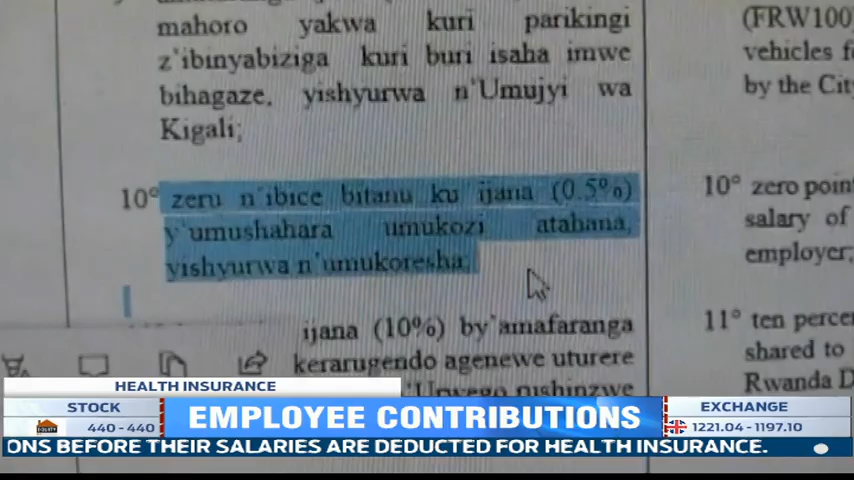 mahoro yakwa kuri parikingi
z'ibinyabiziga kuri buri isaha imwe
bihagaze, yishyurwa n'Umujyi wa
Kigali;
10° zeru n'ibice bitanu ku ijana (0.5%)
y'umushahara umukozi atahana,
yishyurwa n'umukoresha;
ijana (10%) by'amafaranga
kerarugendo agenewe uturere
(FRW100)
vehicles
by the City
10° zero point
salary of
employer;
11° ten percent
shared to
Rwanda D
HEALTH INSURANCE
STOCK
EQUITY
440 - 440
EMPLOYEE CONTRIBUTIONS
EXCHANGE
1221.04 - 1197.10
ONS BEFORE THEIR SALARIES ARE DEDUCTED FOR HEALTH INSURANCE.